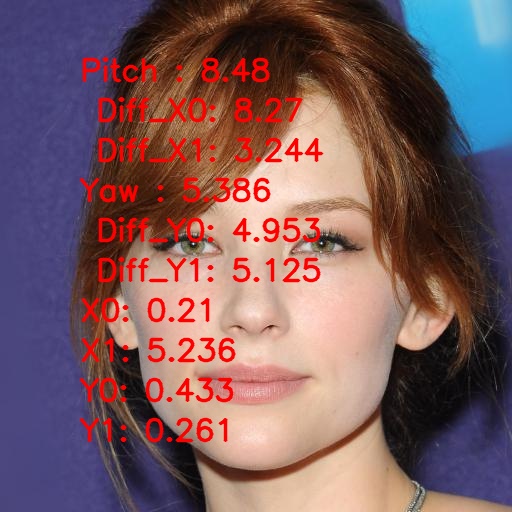 Pitch : 8.48
Diff_X0: 8.27
Diff_X1: 3.244
Yaw : 5.386
Diff_Y0: 4.953
Diff_Y1: 5.125
X0: 0.21
X1: 5.236
Y0: 0.433
Y1: 0.261